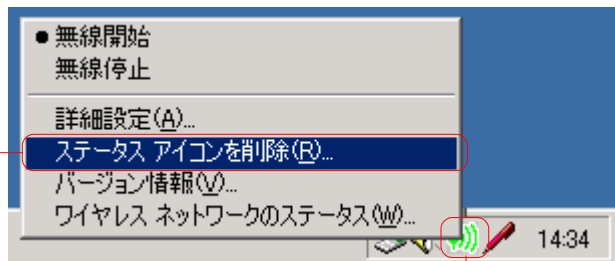 ● 無線開始
無線停止
詳細設定(A)...
ステータス アイコンを削除(R)...
バージョン情報(V)...
ワイヤレス ネットワークのステータス(W)...
14:34